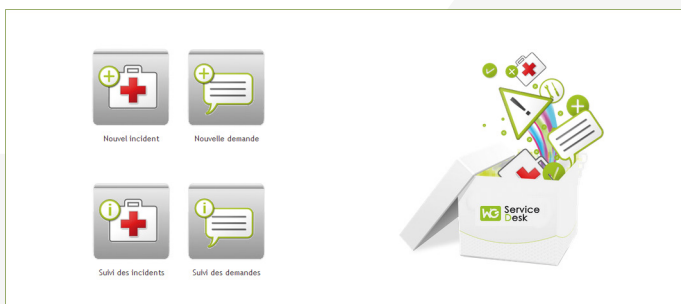 Nouvel incident
Nouvelle demande
Suivi des incidents
Suivi des demandes
WG Service
Desk